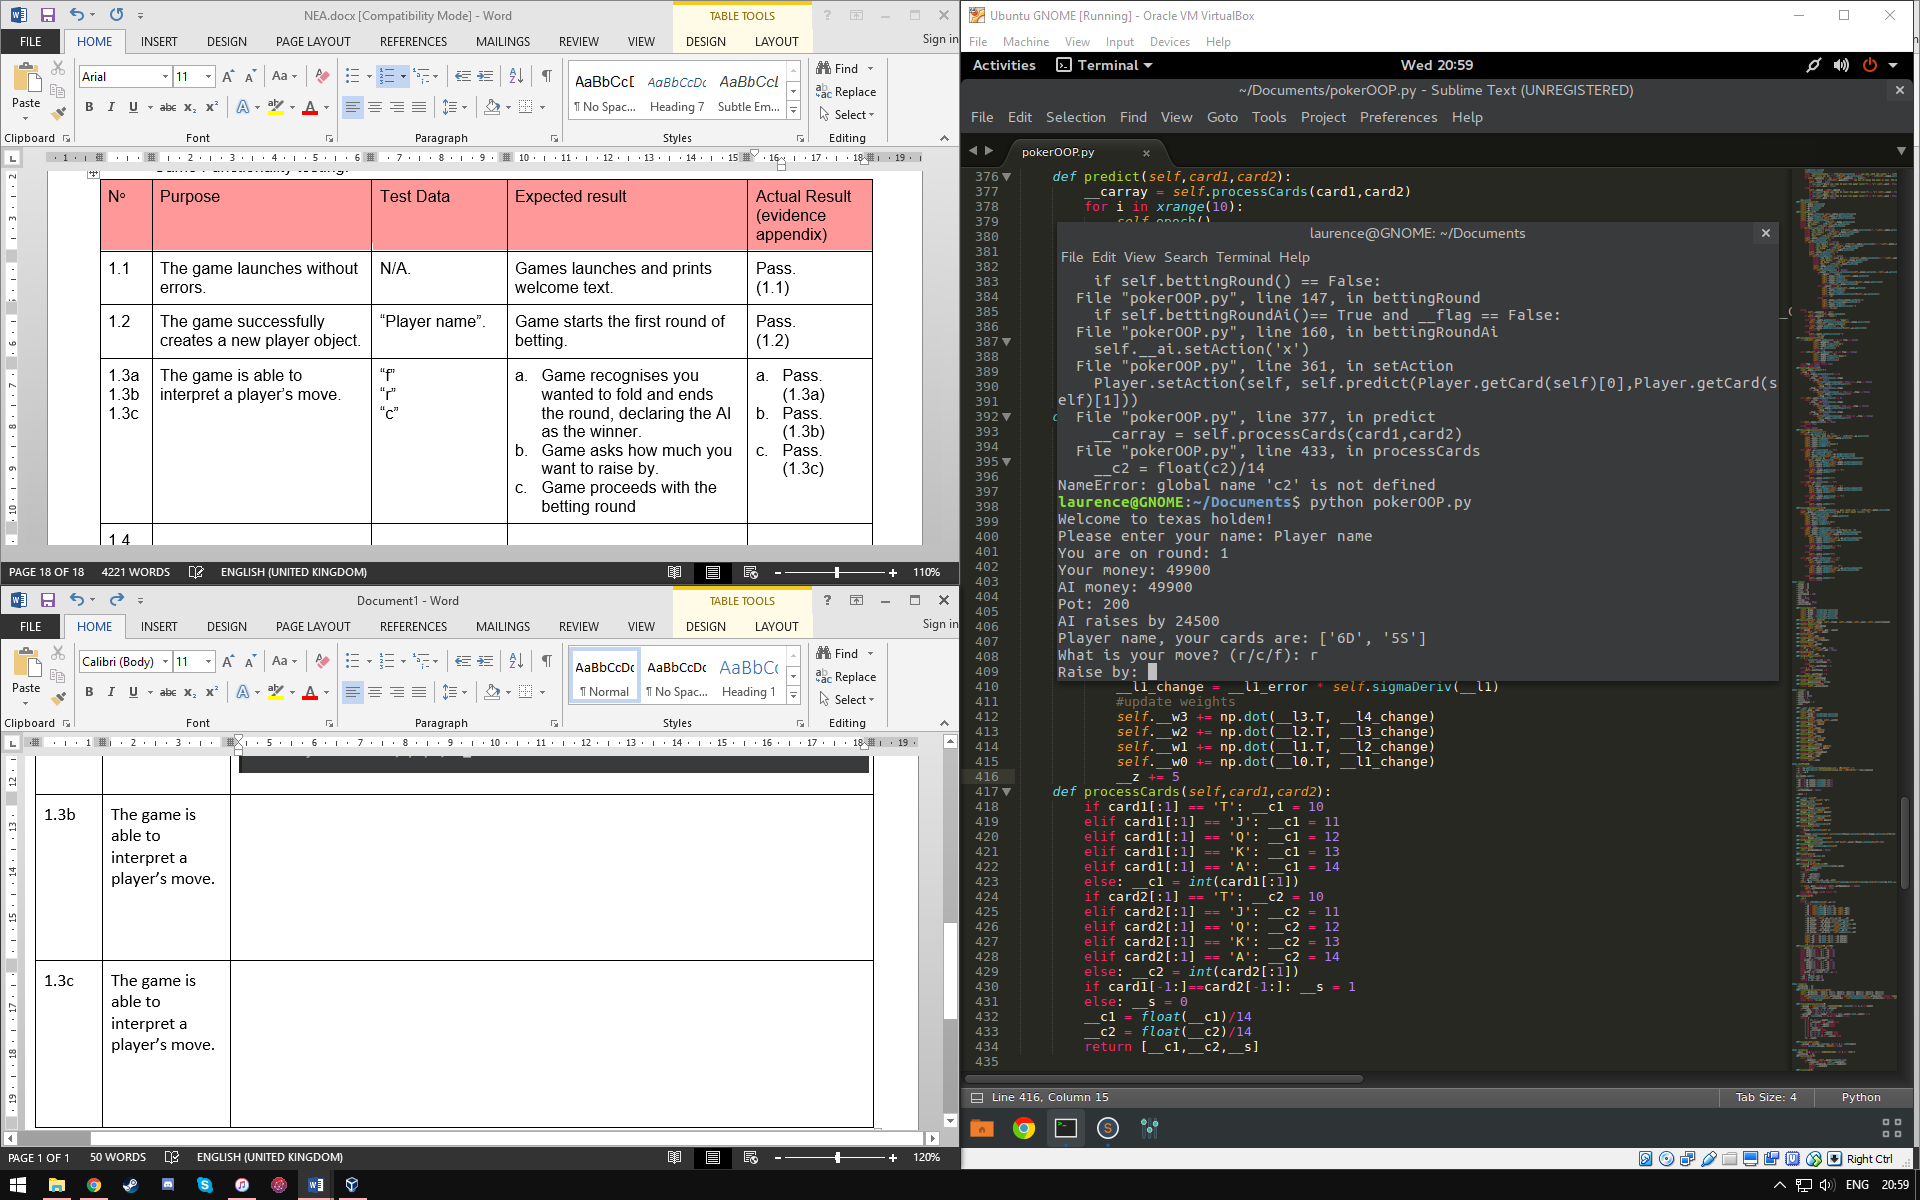 NEA.docx [Compatibility Mode] - Word
TABLE TOOLS
FILE HOME INSERT DESIGN PAGE LAYOUT REFERENCES MAILINGS REVIEW VIEW DESIGN LAYOUT Sign in
Arial 11
Paste
¶ No Spac... Heading 7 Subtle Em...
Find
Replace
Select
Clipboard Font Paragraph Styles Editing
Game Functionality testing:
Nº Purpose Test Data Expected result Actual Result (evidence appendix)
1.1 The game launches without errors. N/A. Games launches and prints welcome text. Pass. (1.1)
1.2 The game successfully creates a new player object. “Player name”. Game starts the first round of betting. Pass. (1.2)
1.3a
1.3b
1.3c
The game is able to interpret a player’s move.
“f”
“r”
“c”
a. Game recognises you wanted to fold and ends the round, declaring the AI as the winner.
b. Game asks how much you want to raise by.
c. Game proceeds with the betting round
a. Pass. (1.3a)
b. Pass. (1.3b)
c. Pass. (1.3c)
1.4
PAGE 18 OF 18 4221 WORDS ENGLISH (UNITED KINGDOM) 110%
Document1 - Word
TABLE TOOLS
FILE HOME INSERT DESIGN PAGE LAYOUT REFERENCES MAILINGS REVIEW VIEW DESIGN LAYOUT Sign in
Calibri (Body) 11
Paste
¶ Normal ¶ No Spac... Heading 1
Find
Replace
Select
Clipboard Font Paragraph Styles Editing
1.3b The game is
able to
interpret a
player’s move.
1.3c The game is
able to
interpret a
player’s move.
PAGE 1 OF 1 50 WORDS ENGLISH (UNITED KINGDOM) 120%
Ubuntu GNOME [Running] - Oracle VM VirtualBox
File Machine View Input Devices Help
Activities Terminal Wed 20:59
~/Documents/pokerOOP.py - Sublime Text (UNREGISTERED)
File Edit Selection Find View Goto Tools Project Preferences Help
pokerOOP.py
376 def predict(self,card1,card2):
377 __carray = self.processCards(card1,card2)
378 for i in xrange(10):
379 self.epoch()
laurence@GNOME: ~/Documents
File Edit View Search Terminal Help
if self.bettingRound() == False:
File "pokerOOP.py", line 147, in bettingRound
if self.bettingRoundAi()== True and __flag == False:
File "pokerOOP.py", line 160, in bettingRoundAi
self.__ai.setAction('x')
File "pokerOOP.py", line 361, in setAction
Player.setAction(self, self.predict(Player.getCard(self)[0],Player.getCard(s
elf)[1]))
File "pokerOOP.py", line 377, in predict
__carray = self.processCards(card1,card2)
File "pokerOOP.py", line 433, in processCards
__c2 = float(c2)/14
NameError: global name 'c2' is not defined
laurence@GNOME:~/Documents$ python pokerOOP.py
Welcome to texas holdem!
Please enter your name: Player name
You are on round: 1
Your money: 49900
AI money: 49900
Pot: 200
AI raises by 24500
Player name, your cards are: ['6D', '5S']
What is your move? (r/c/f): r
Raise by:
410 __l1_change = __l1_error * self.sigmaDeriv(__l1)
411 #update weights
412 self.__w3 += np.dot(__l3.T, __l4_change)
413 self.__w2 += np.dot(__l2.T, __l3_change)
414 self.__w1 += np.dot(__l1.T, __l2_change)
415 self.__w0 += np.dot(__l0.T, __l1_change)
416 __z += 5
417 def processCards(self,card1,card2):
418 if card1[:1] == 'T': __c1 = 10
419 elif card1[:1] == 'J': __c1 = 11
420 elif card1[:1] == 'Q': __c1 = 12
421 elif card1[:1] == 'K': __c1 = 13
422 elif card1[:1] == 'A': __c1 = 14
423 else: __c1 = int(card1[:1])
424 if card2[:1] == 'T': __c2 = 10
425 elif card2[:1] == 'J': __c2 = 11
426 elif card2[:1] == 'Q': __c2 = 12
427 elif card2[:1] == 'K': __c2 = 13
428 elif card2[:1] == 'A': __c2 = 14
429 else: __c2 = int(card2[:1])
430 if card1[-1:]==card2[-1:]: __s = 1
431 else: __s = 0
432 __c1 = float(__c1)/14
433 __c2 = float(__c2)/14
434 return [__c1,__c2,__s]
435
Line 416, Column 15 Tab Size: 4 Python
Right Ctrl
ENG 20:59